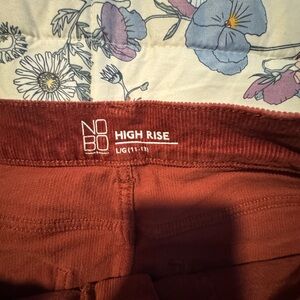 NO
BO
HIGH RISE
L/G (11-13)